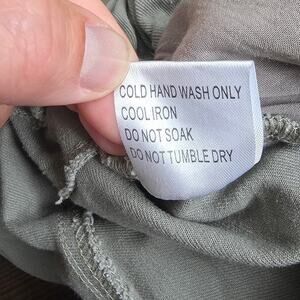 COLD HAND WASH ONLY
COOL IRON
DO NOT SOAK
DO NOT TUMBLE DRY